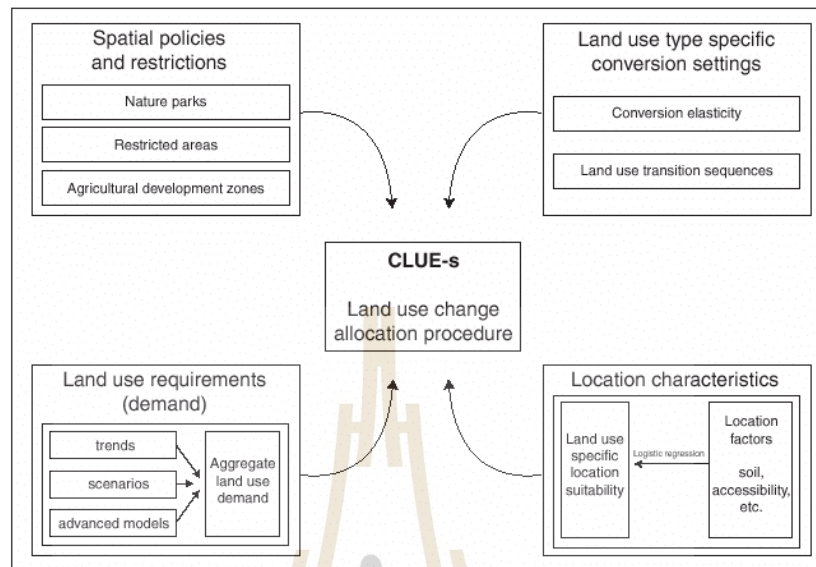 Spatial policies
and restrictions
Nature parks
Restricted areas
Agricultural development zones
Land use type specific
conversion settings
Conversion elasticity
Land use transition sequences
CLUE-s
Land use change
allocation procedure
Land use requirements
(demand)
trends
scenarios
advanced models
Aggregate
land use
demand
Location characteristics
Land use
specific
location
suitability
Logistic regression
Location
factors
soil,
accessibility,
etc.